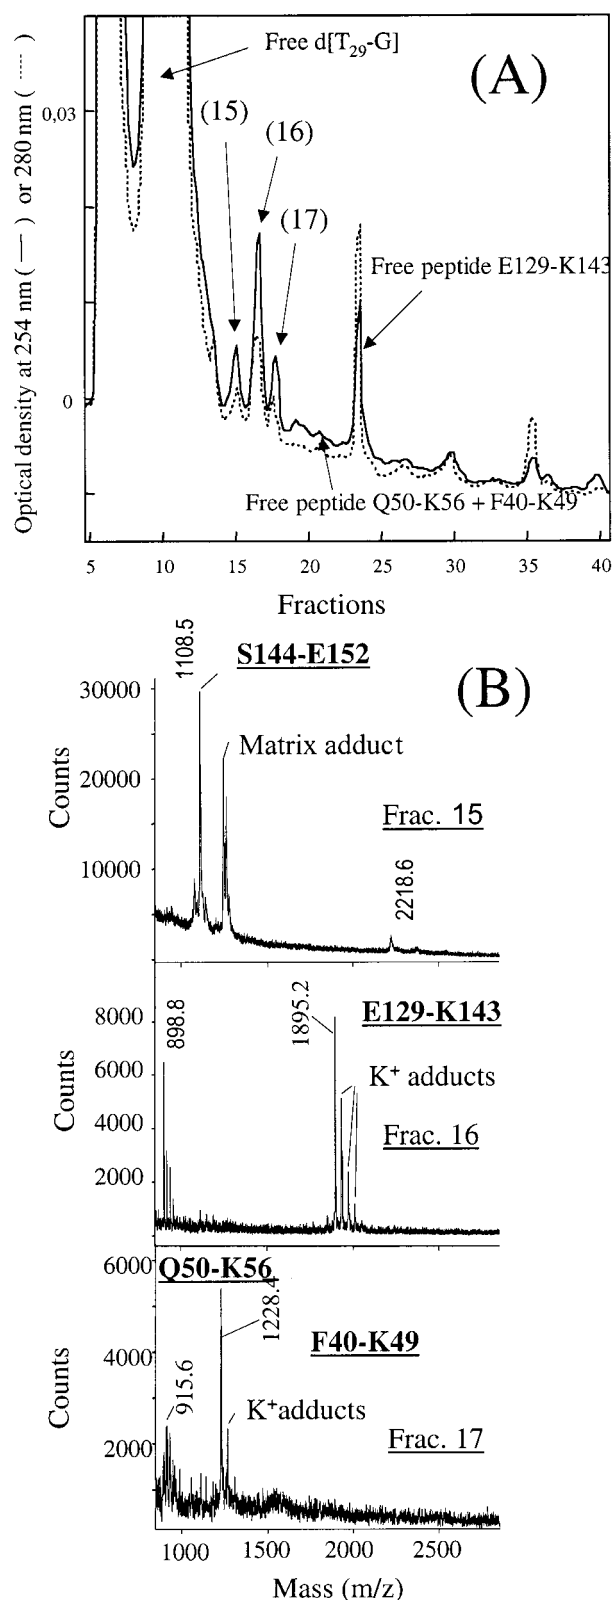 (A)
Free d[T₂₉-G]
0,03
(15)
(16)
(17)
Free peptide E129-K143
0
Free peptide Q50-K56 + F40-K49
Optical density at 254 nm ( — ) or 280 nm ( ····· )
5 10 15 20 25 30 35 40
Fractions
(B)
1108.5
S144-E152
30000
Matrix adduct
20000
Frac. 15
10000
2218.6
Counts
8000
898.8
1895.2
E129-K143
6000
K⁺ adducts
4000
Frac. 16
2000
Counts
6000
Q50-K56
1228.4
F40-K49
4000
915.6
K⁺adducts
Frac. 17
2000
Counts
1000 1500 2000 2500
Mass (m/z)